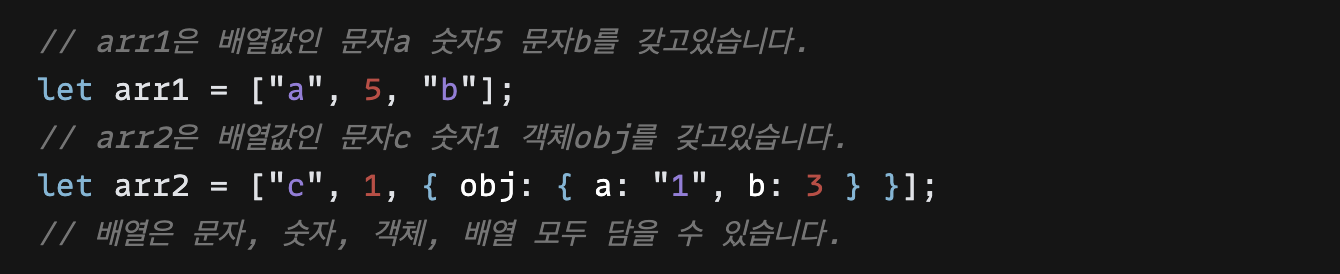 // arr1은 배열값인 문자a 숫자5 문자b를 갖고있습니다.
let arr1 = ["a", 5, "b"];
// arr2은 배열값인 문자c 숫자1 객체obj를 갖고있습니다.
let arr2 = ["c", 1, { obj: { a: "1", b: 3 } }];
// 배열은 문자, 숫자, 객체, 배열 모두 담을 수 있습니다.